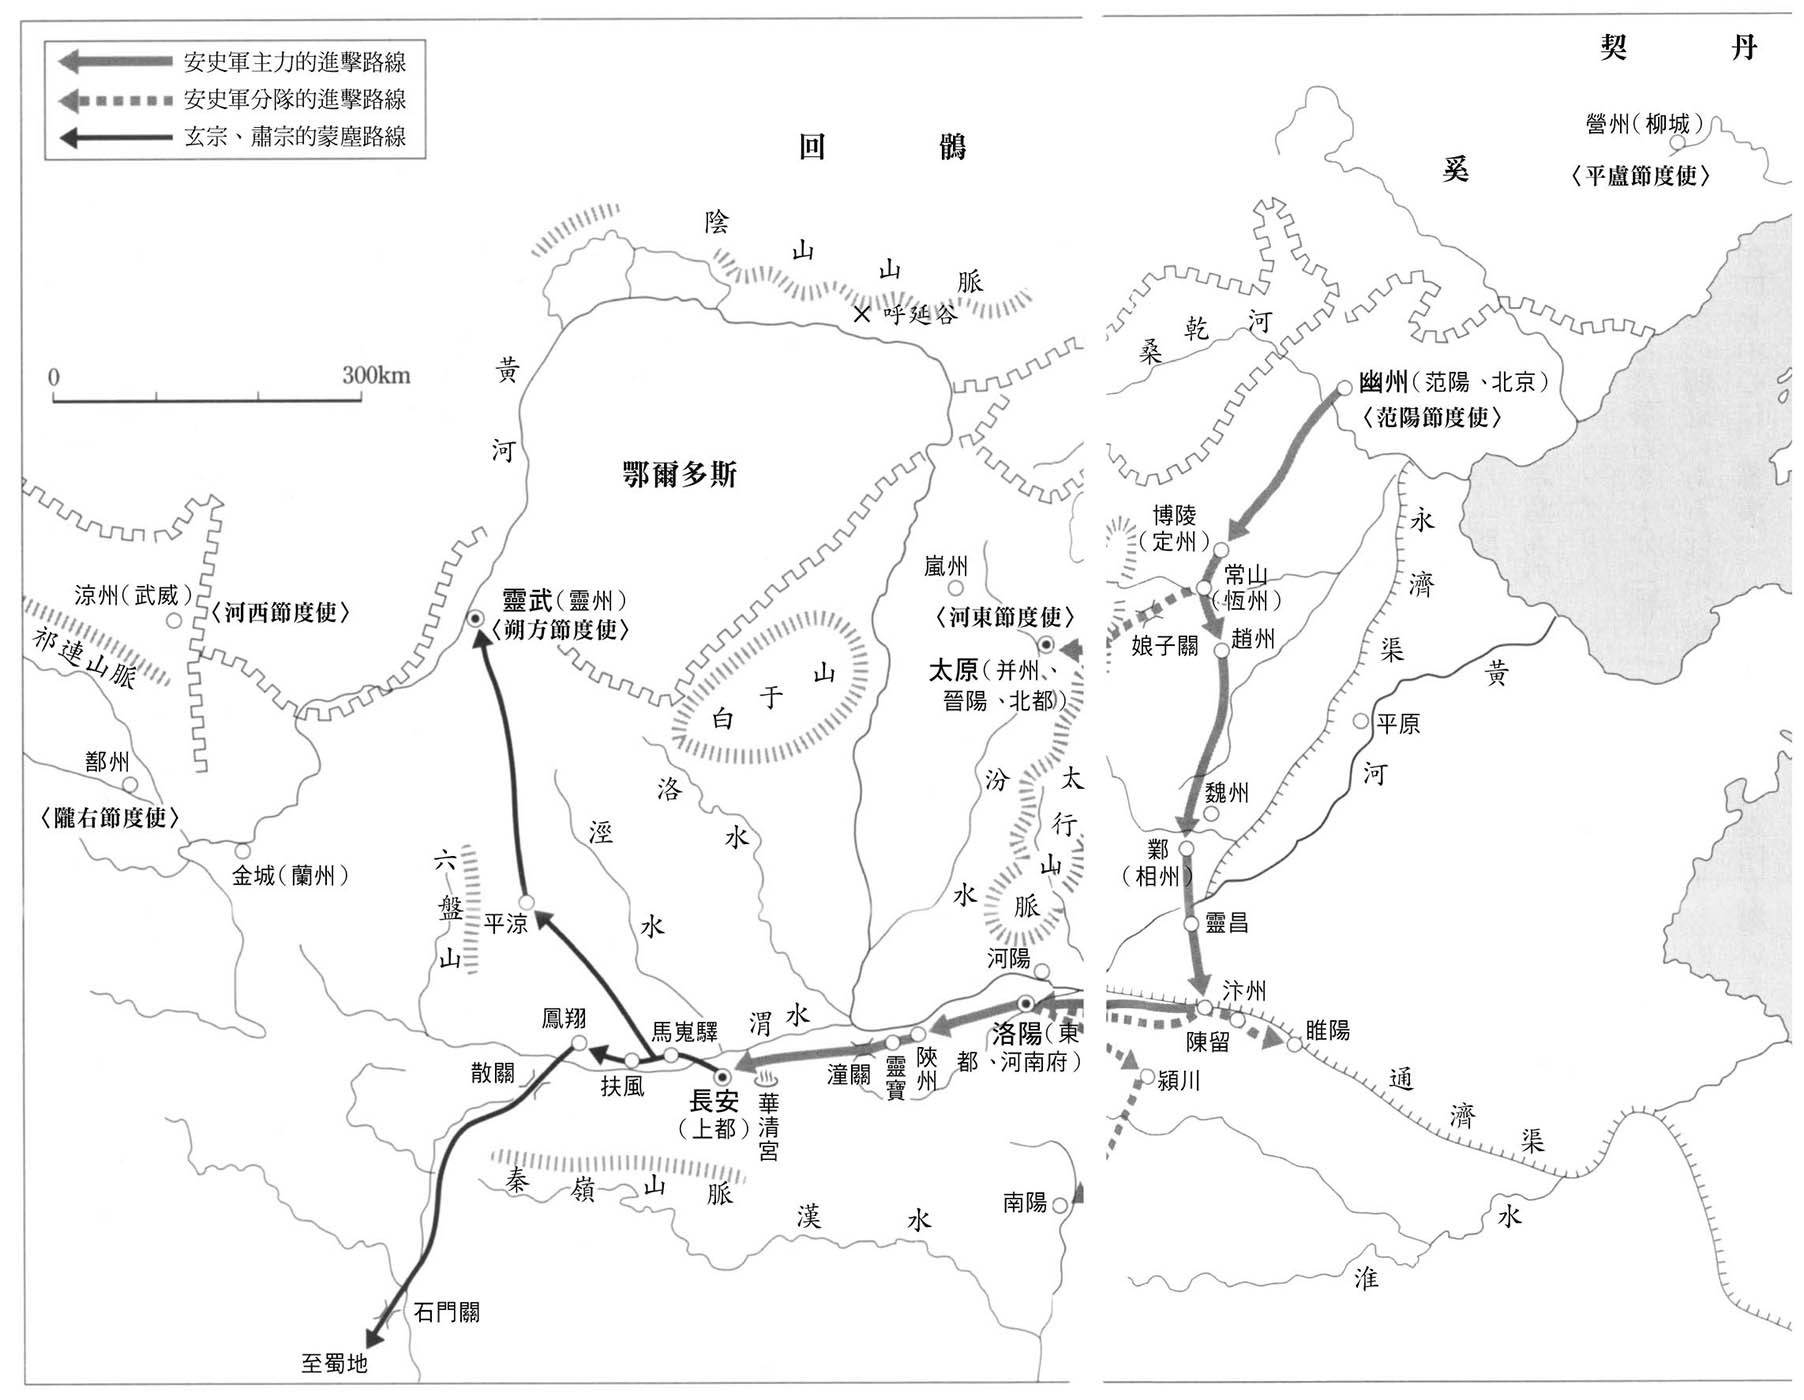 安史軍主力的進擊路線
安史軍分隊的進擊路線
玄宗、肅宗的蒙塵路線
契丹
回鶻
奚
營州（柳城）
〈平盧節度使〉
陰山山脈
呼延谷
0 300km
黃河
桑乾河
幽州（范陽、北京）
〈范陽節度使〉
鄂爾多斯
博陵
（定州）
永濟渠
常山
（恆州）
嵐州
〈河東節度使〉
娘子關
趙州
太原（并州、
晉陽、北都）
涼州（武威）
〈河西節度使〉
祁連山脈
靈武（靈州）
〈朔方節度使〉
白于山
黃河
平原
鄯州
〈隴右節度使〉
金城（蘭州）
洛水
涇水
汾水
太行山脈
魏州
鄴
（相州）
六盤山
平涼
靈昌
河陽
汴州
鳳翔
馬嵬驛
渭水
洛陽（東
都、河南府）
陳留
睢陽
散關
扶風
長安
（上都）
華清宮
潼關
靈寶
陝州
潁川
通濟渠
秦嶺山脈
南陽
漢水
淮水
石門關
至蜀地